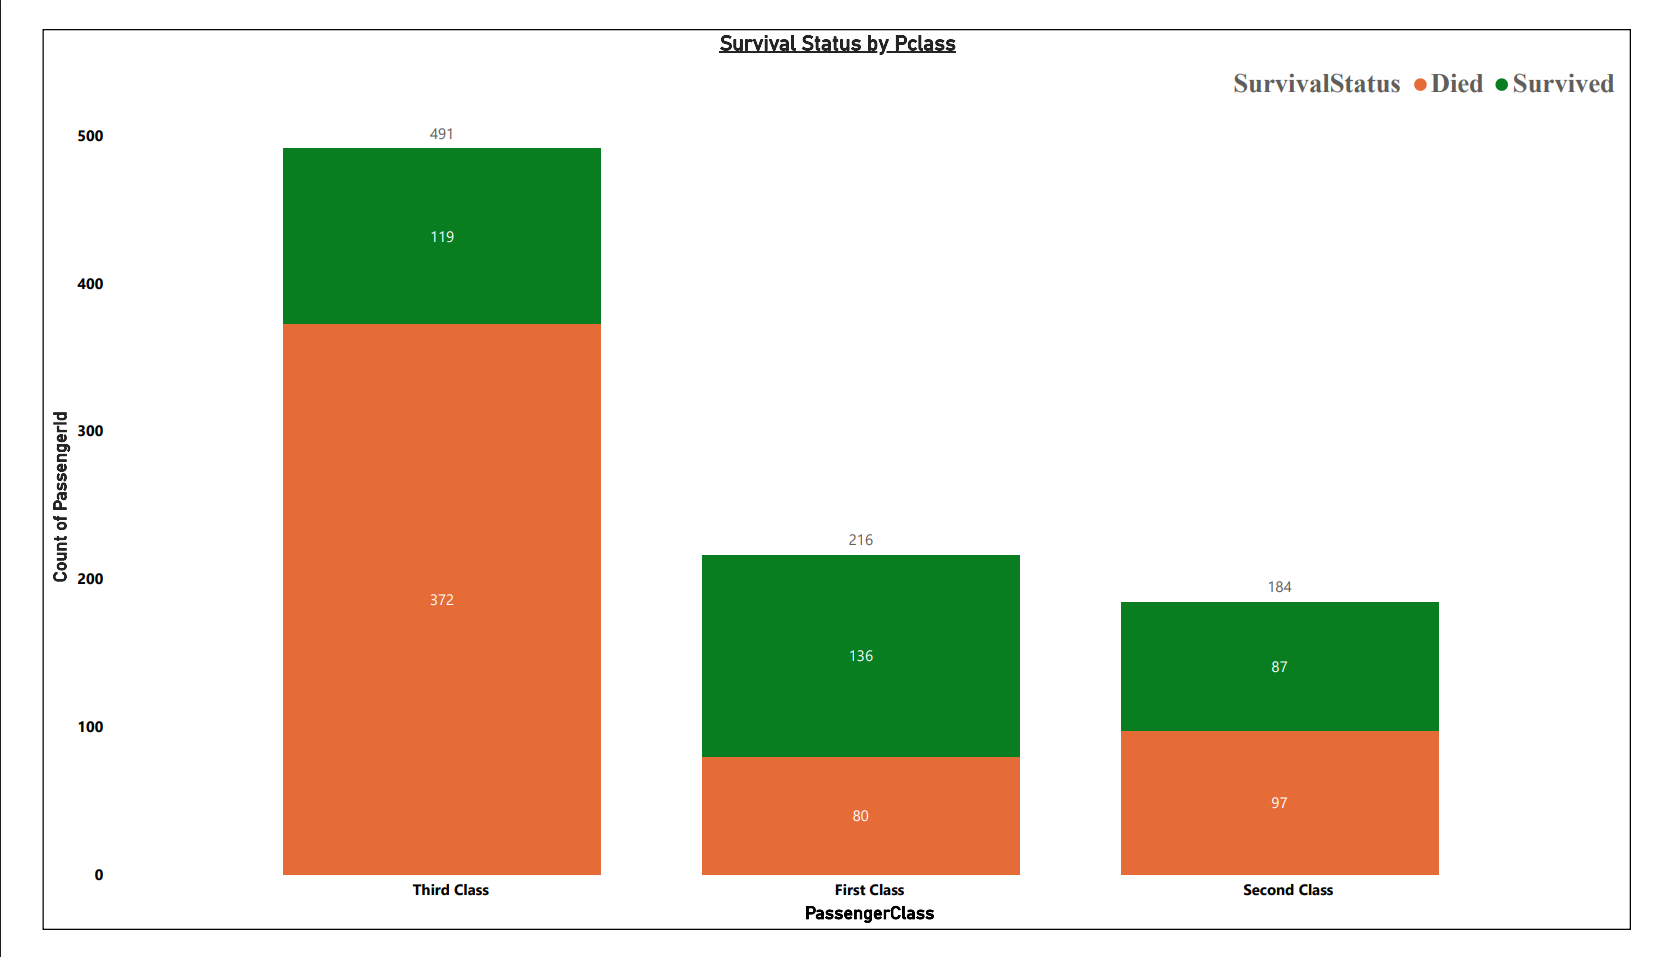 Survival Status by Pclass
SurvivalStatus Died Survived
500
400
300
200
100
0
Count of PassengerId
491
119
372
216
136
80
184
87
97
Third Class
First Class
Second Class
PassengerClass